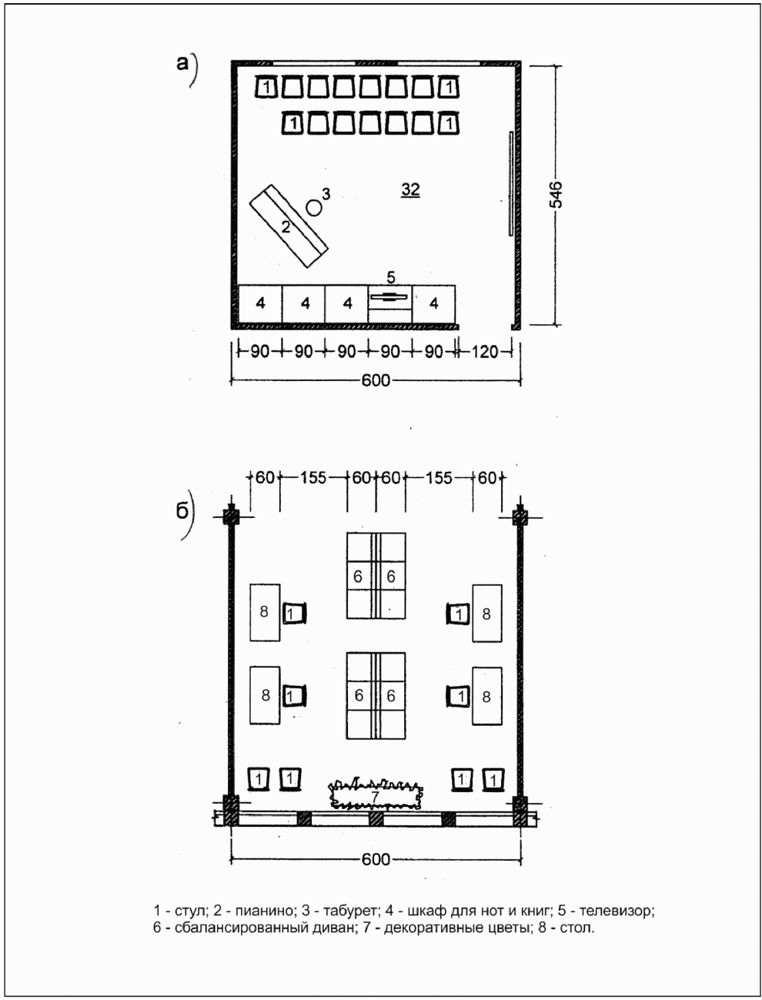 а)
1 1
1 1
546
3
32
2
5
4 4 4 4
90 90 90 90 90 120
600
60 155 60 60 155 60
б)
6 6
8 1 1 8
8 1 6 6 1 8
1 1 1 1
7
600
1 - стул; 2 - пианино; 3 - табурет; 4 - шкаф для нот и книг; 5 - телевизор;
6 - сбалансированный диван; 7 - декоративные цветы; 8 - стол.